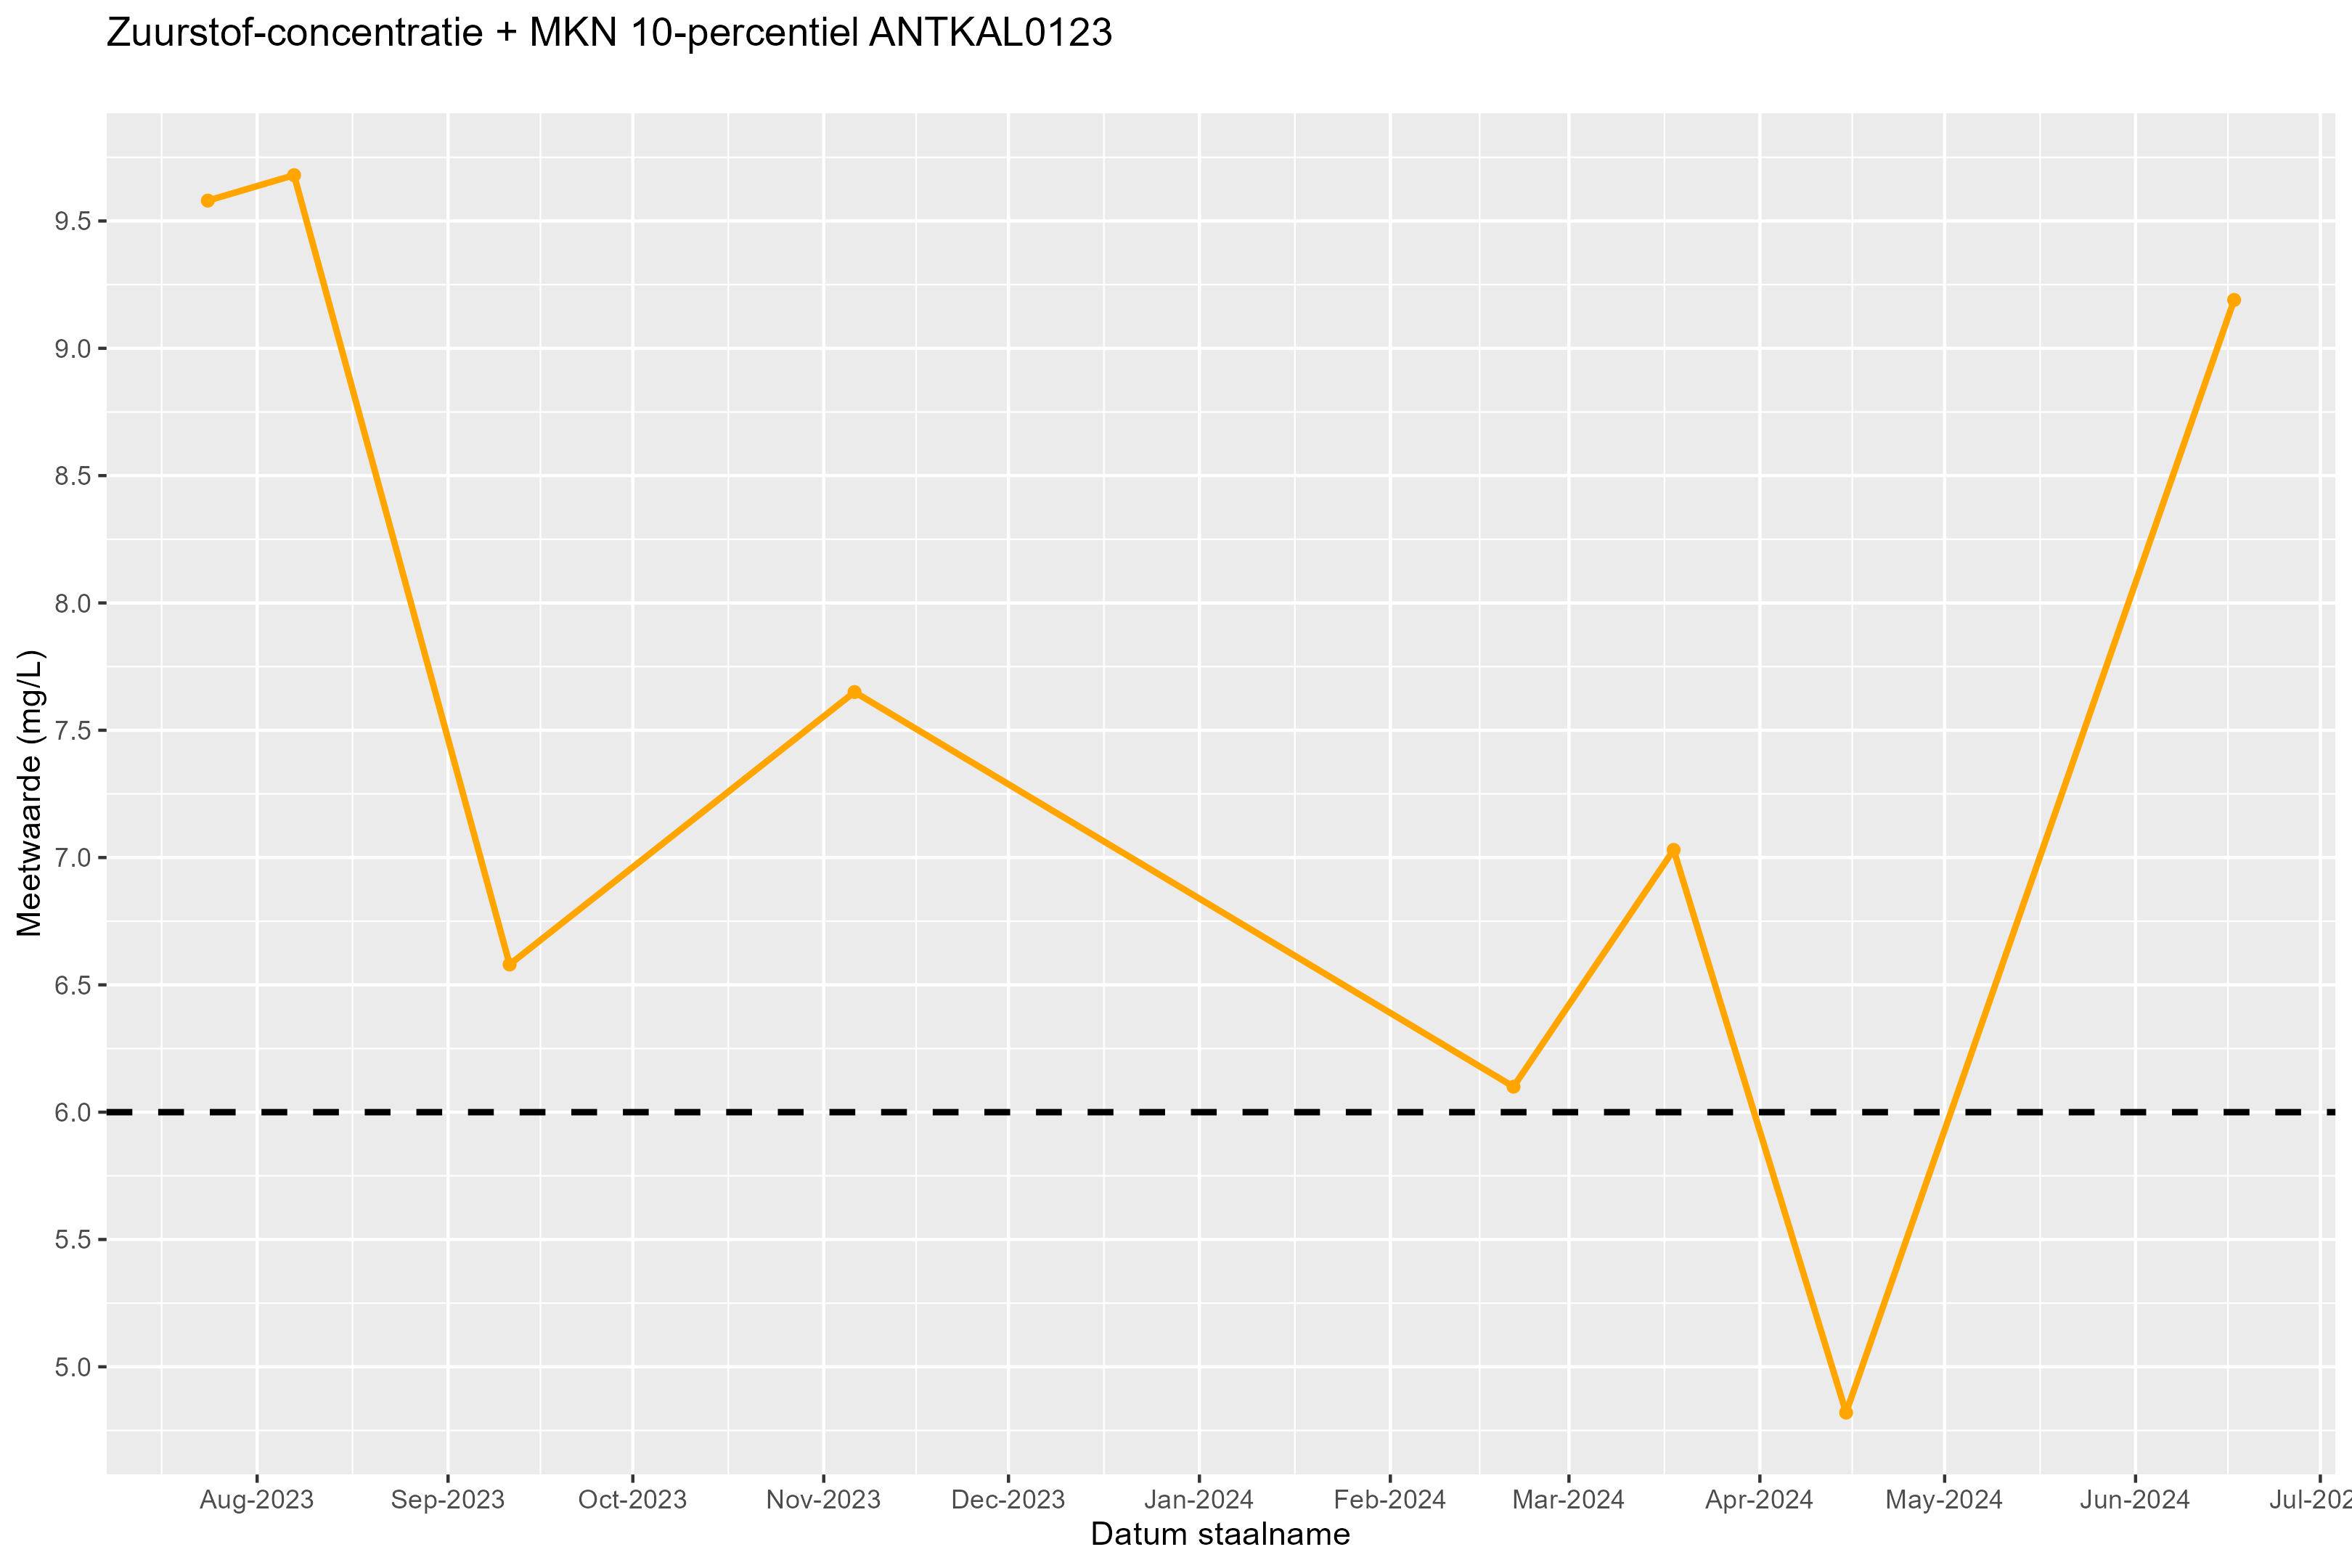 Zuurstof-concentratie + MKN 10-percentiel ANTKAL0123
Meetwaarde (mg/L)
9.5
9.0
8.5
8.0
7.5
7.0
6.5
6.0
5.5
5.0
Aug-2023 Sep-2023 Oct-2023 Nov-2023 Dec-2023 Jan-2024 Feb-2024 Mar-2024 Apr-2024 May-2024 Jun-2024 Jul-202
Datum staalname